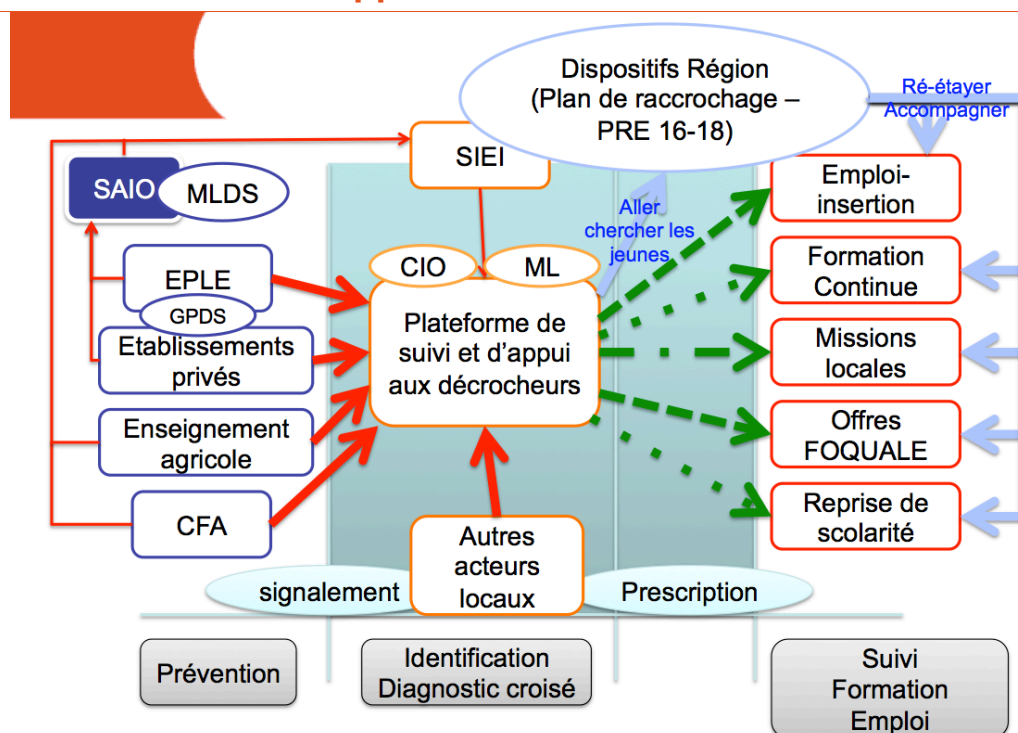 Dispositifs Région
(Plan de raccrochage –
PRE 16-18)
Ré-étayer
Accompagner
SIEI
SAIO
MLDS
Aller
chercher les
jeunes
Emploi-
insertion
CIO
ML
EPLE
GPDS
Formation
Continue
Plateforme de
suivi et d'appui
aux décrocheurs
Etablissements
privés
Missions
locales
Enseignement
agricole
Offres
FOQUALE
CFA
Reprise de
scolarité
Autres
acteurs
locaux
signalement
Prescription
Prévention
Identification
Diagnostic croisé
Suivi
Formation
Emploi